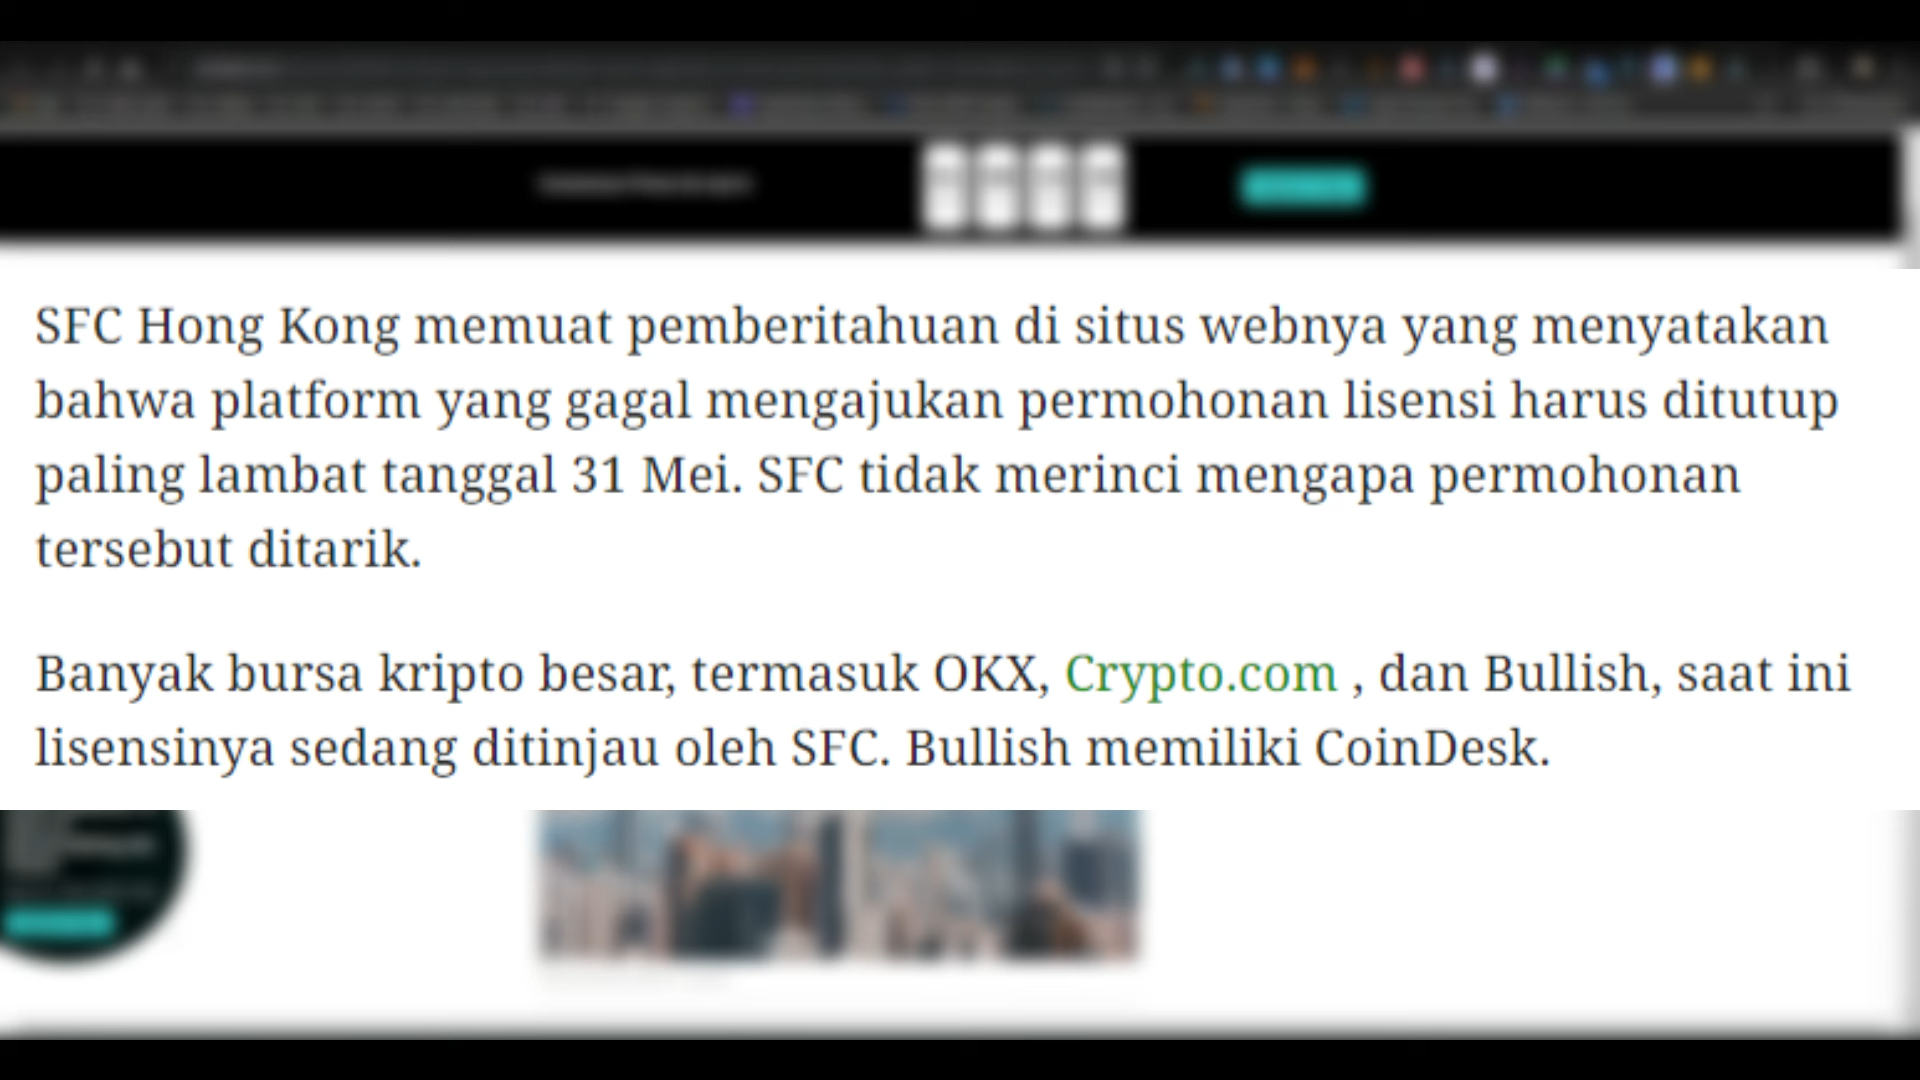 SFC Hong Kong memuat pemberitahuan di situs webnya yang menyatakan
bahwa platform yang gagal mengajukan permohonan lisensi harus ditutup
paling lambat tanggal 31 Mei. SFC tidak merinci mengapa permohonan
tersebut ditarik.
Banyak bursa kripto besar, termasuk OKX, Crypto.com , dan Bullish, saat ini
lisensinya sedang ditinjau oleh SFC. Bullish memiliki CoinDesk.